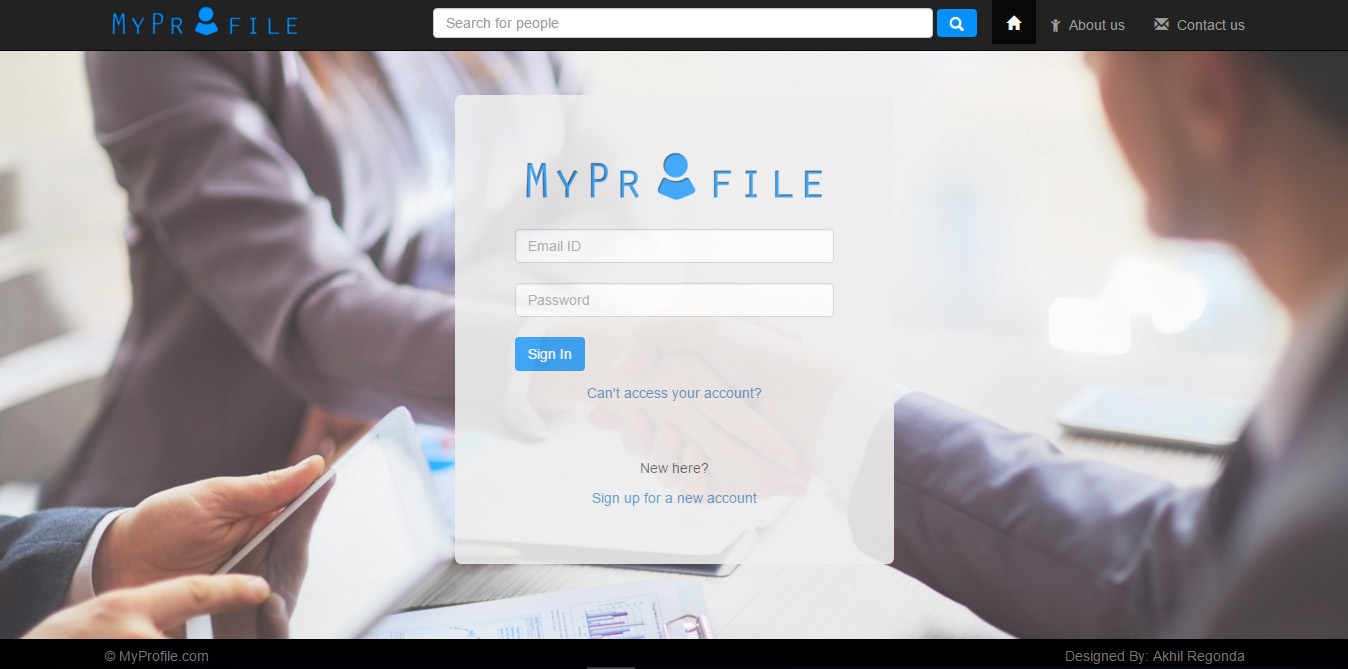 MyPr file
Search for people
About us
Contact us
MyPr file
Email ID
Password
Sign In
Can't access your account?
New here?
Sign up for a new account
© MyProfile.com
Designed By: Akhil Regonda